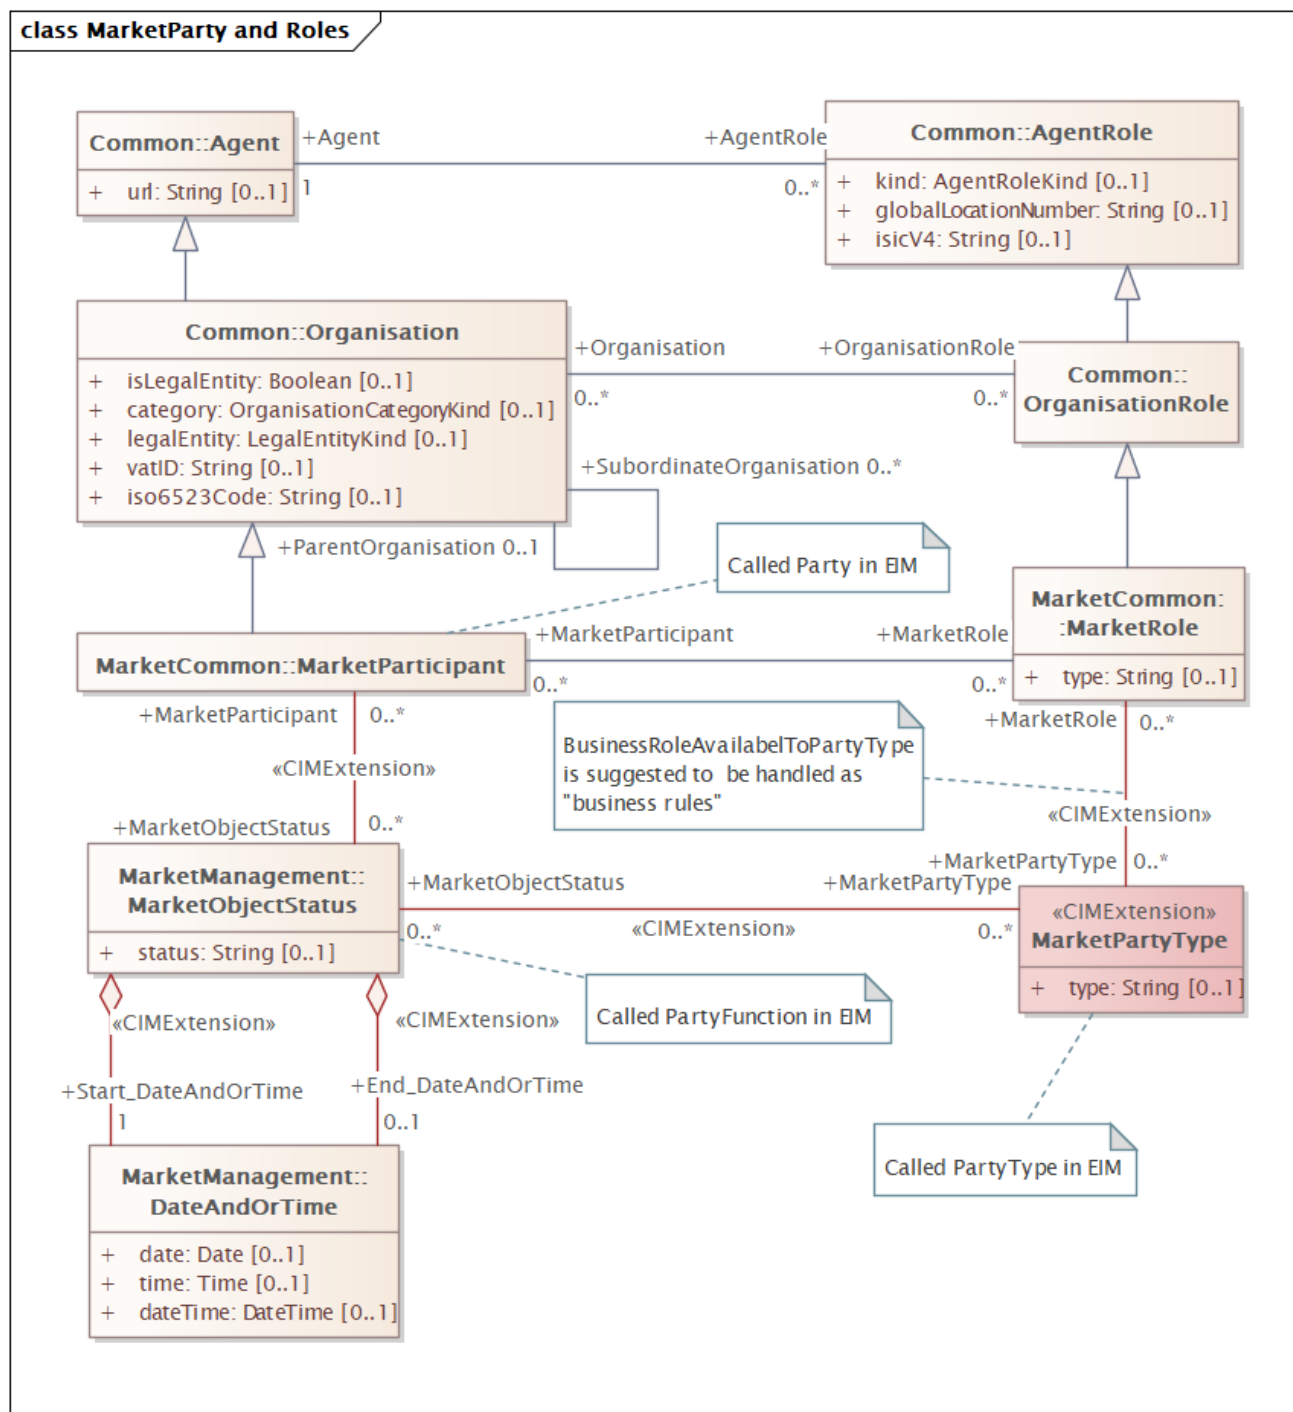 class MarketParty and Roles
Common::Agent
+ url: String [0..1]
+Agent
1
+AgentRole
0..*
Common::AgentRole
+ kind: AgentRoleKind [0..1]
+ globalLocationNumber: String [0..1]
+ isicV4: String [0..1]
Common::Organisation
+ isLegalEntity: Boolean [0..1]
+ category: OrganisationCategoryKind [0..1]
+ legalEntity: LegalEntityKind [0..1]
+ vatID: String [0..1]
+ iso6523Code: String [0..1]
+Organisation
0..*
+OrganisationRole
0..*
Common::
OrganisationRole
+SubordinateOrganisation 0..*
+ParentOrganisation 0..1
Called Party in EIM
MarketCommon::MarketParticipant
+MarketParticipant
0..*
+MarketRole
0..*
MarketCommon:
:MarketRole
+ type: String [0..1]
+MarketParticipant
0..*
«CIMExtension»
+MarketObjectStatus
0..*
BusinessRoleAvailabelToPartyType
is suggested to be handled as
"business rules"
+MarketRole
0..*
«CIMExtension»
+MarketPartyType
0..*
MarketManagement::
MarketObjectStatus
+ status: String [0..1]
+MarketObjectStatus
0..*
«CIMExtension»
+MarketPartyType
0..*
«CIMExtension»
MarketPartyType
+ type: String [0..1]
Called PartyFunction in EIM
«CIMExtension»
+Start_DateAndOrTime
1
«CIMExtension»
+End_DateAndOrTime
0..1
Called PartyType in EIM
MarketManagement::
DateAndOrTime
+ date: Date [0..1]
+ time: Time [0..1]
+ dateTime: DateTime [0..1]